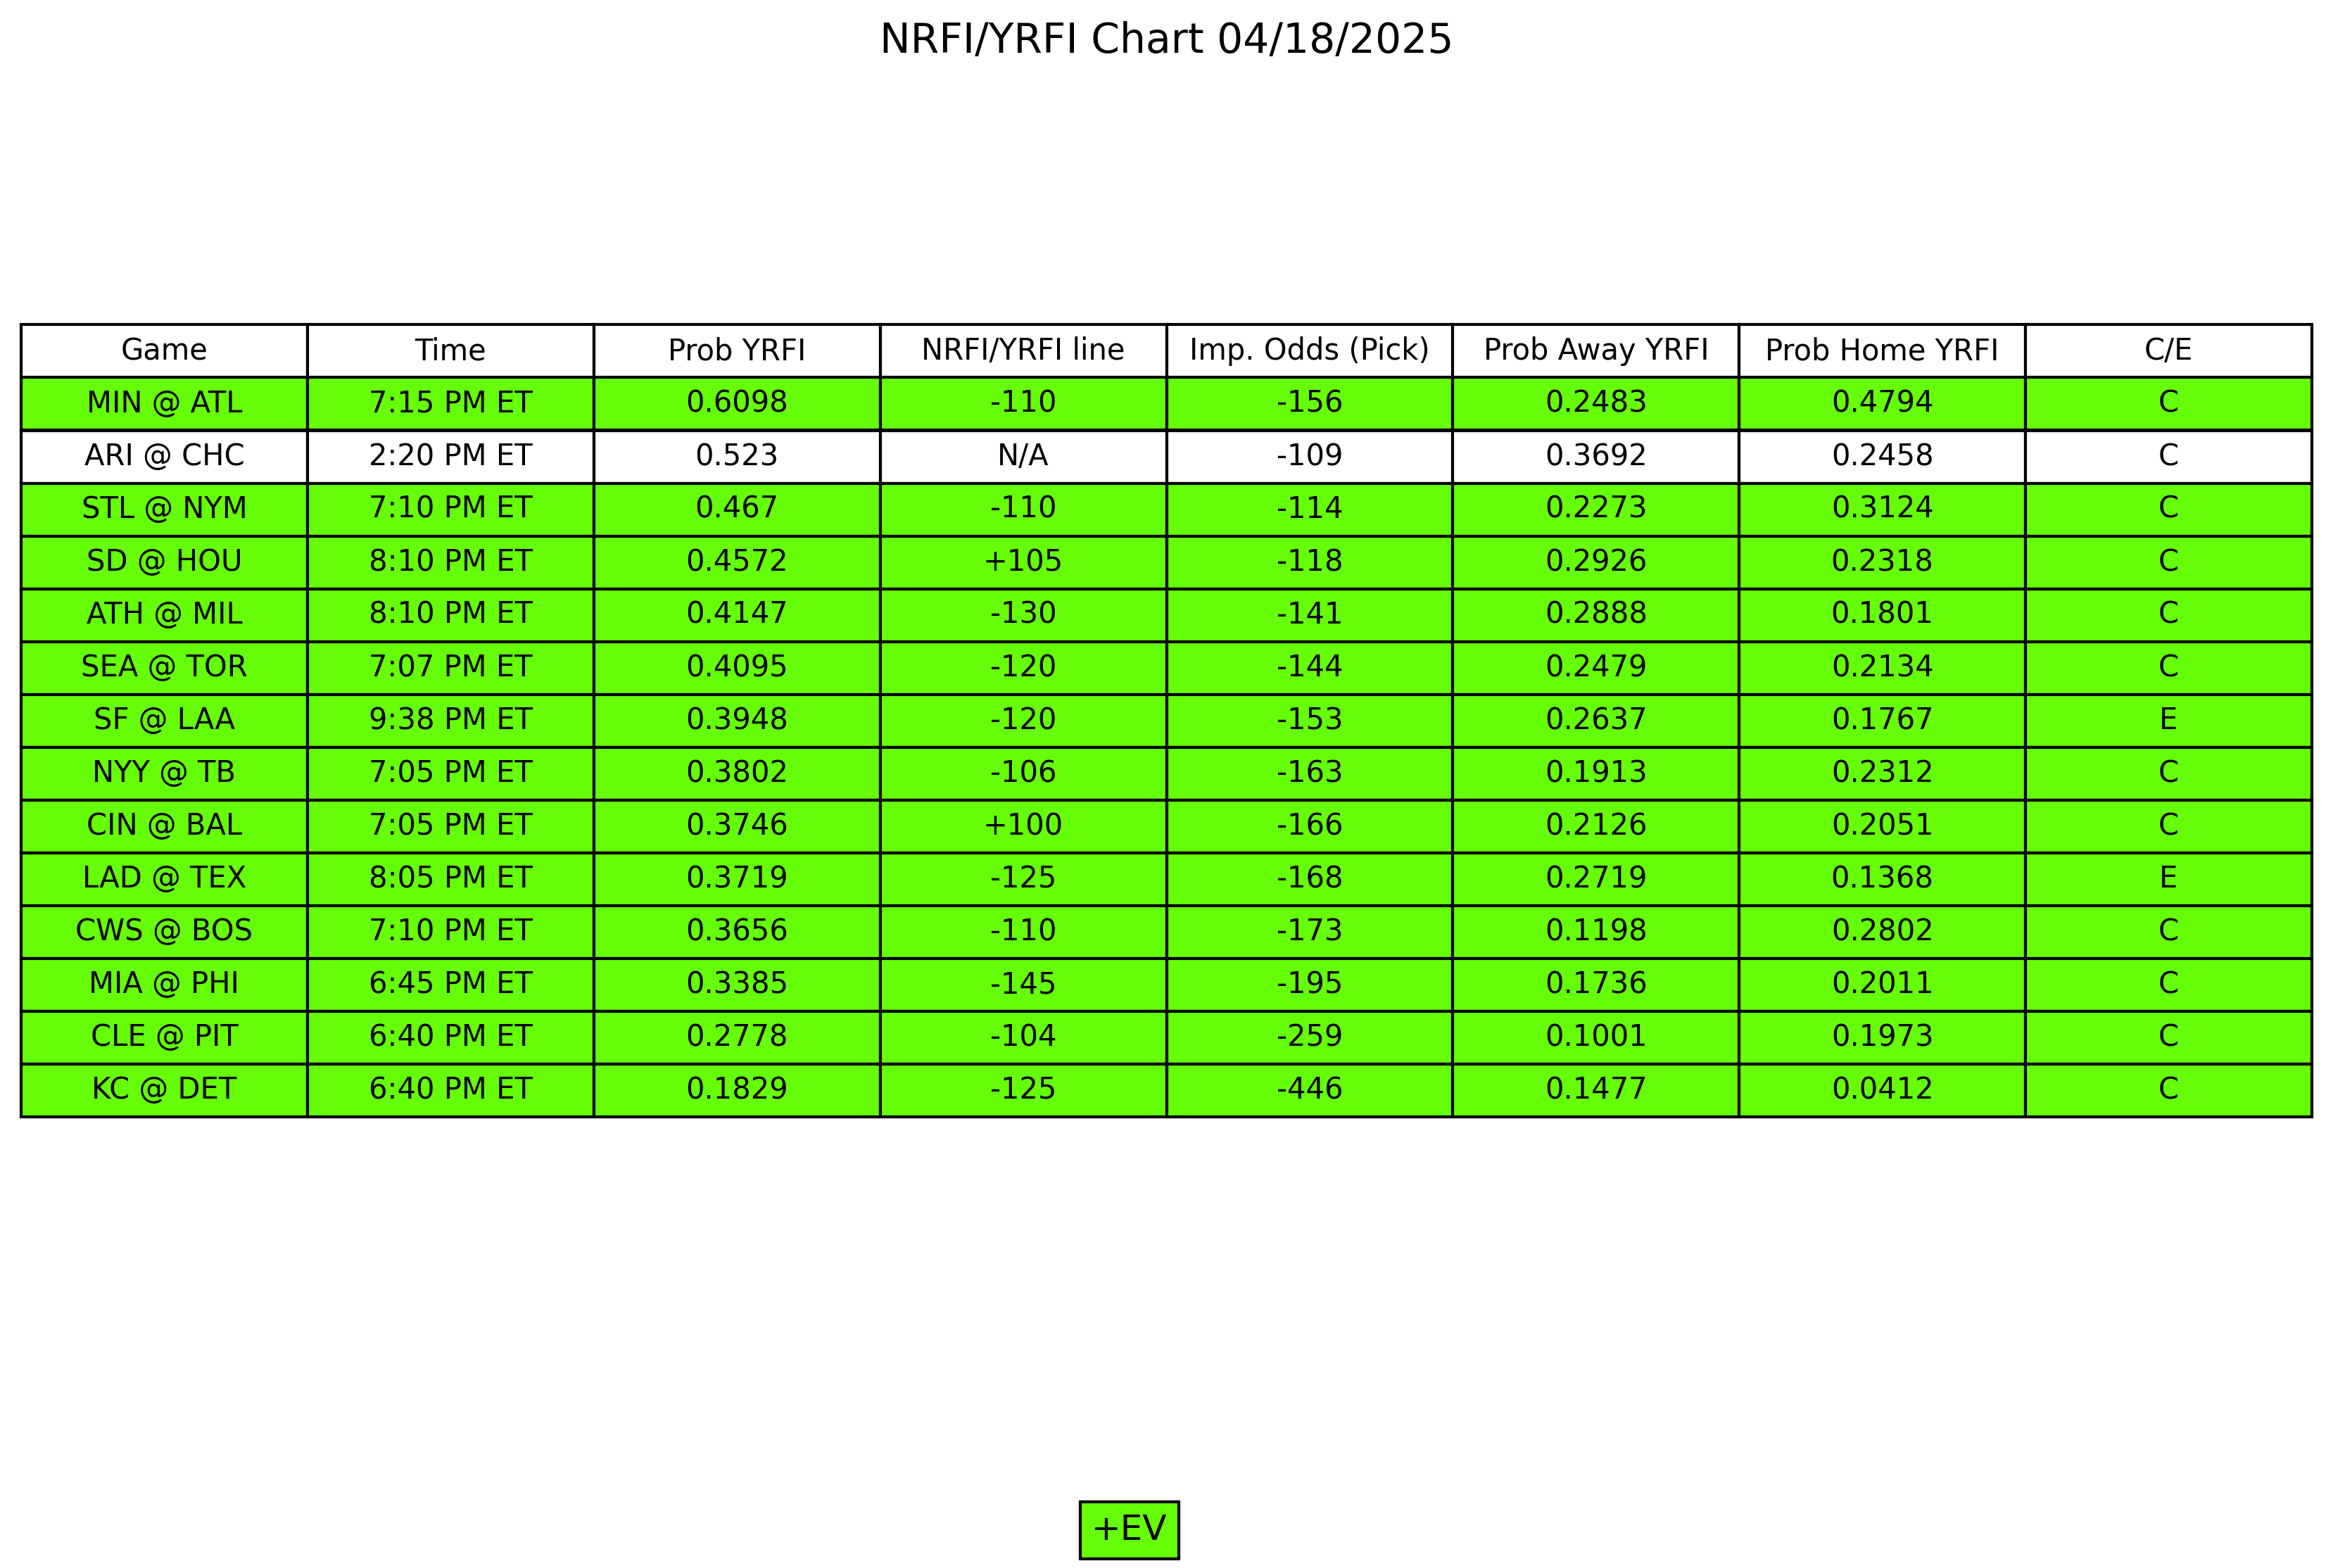 NRFI/YRFI Chart 04/18/2025
Game Time Prob YRFI NRFI/YRFI line Imp. Odds (Pick) Prob Away YRFI Prob Home YRFI C/E
MIN @ ATL 7:15 PM ET 0.6098 -110 -156 0.2483 0.4794 C
ARI @ CHC 2:20 PM ET 0.523 N/A -109 0.3692 0.2458 C
STL @ NYM 7:10 PM ET 0.467 -110 -114 0.2273 0.3124 C
SD @ HOU 8:10 PM ET 0.4572 +105 -118 0.2926 0.2318 C
ATH @ MIL 8:10 PM ET 0.4147 -130 -141 0.2888 0.1801 C
SEA @ TOR 7:07 PM ET 0.4095 -120 -144 0.2479 0.2134 C
SF @ LAA 9:38 PM ET 0.3948 -120 -153 0.2637 0.1767 E
NYY @ TB 7:05 PM ET 0.3802 -106 -163 0.1913 0.2312 C
CIN @ BAL 7:05 PM ET 0.3746 +100 -166 0.2126 0.2051 C
LAD @ TEX 8:05 PM ET 0.3719 -125 -168 0.2719 0.1368 E
CWS @ BOS 7:10 PM ET 0.3656 -110 -173 0.1198 0.2802 C
MIA @ PHI 6:45 PM ET 0.3385 -145 -195 0.1736 0.2011 C
CLE @ PIT 6:40 PM ET 0.2778 -104 -259 0.1001 0.1973 C
KC @ DET 6:40 PM ET 0.1829 -125 -446 0.1477 0.0412 C
+EV